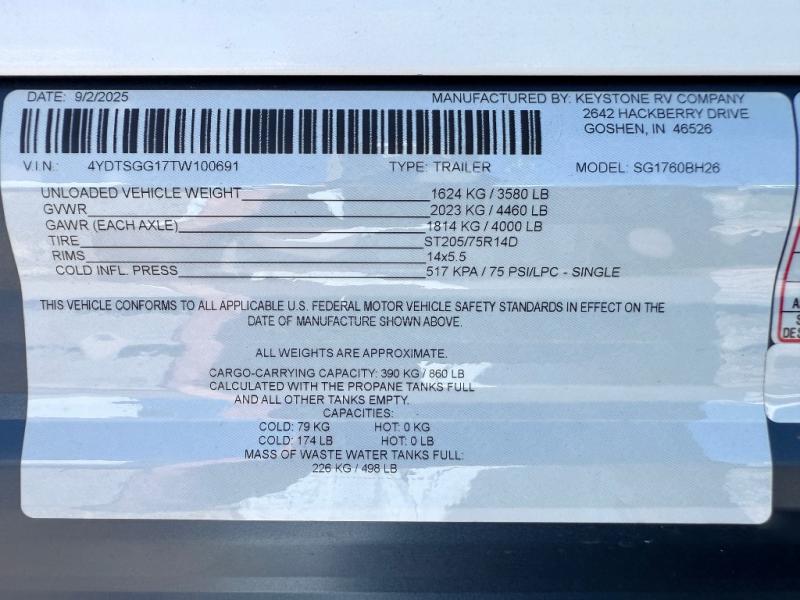 DATE: 9/2/2025
MANUFACTURED BY: KEYSTONE RV COMPANY
2642 HACKBERRY DRIVE
GOSHEN, IN 46526
V.I.N.: 4YDTSGG17TW100691 TYPE: TRAILER MODEL: SG1760BH26
UNLOADED VEHICLE WEIGHT 1624 KG / 3580 LB
GVWR 2023 KG / 4460 LB
GAWR (EACH AXLE) 1814 KG / 4000 LB
TIRE ST205/75R14D
RIMS 14x5.5
COLD INFL. PRESS 517 KPA / 75 PSI/LPC - SINGLE
THIS VEHICLE CONFORMS TO ALL APPLICABLE U.S. FEDERAL MOTOR VEHICLE SAFETY STANDARDS IN EFFECT ON THE
DATE OF MANUFACTURE SHOWN ABOVE.
ALL WEIGHTS ARE APPROXIMATE.
CARGO-CARRYING CAPACITY: 390 KG / 860 LB
CALCULATED WITH THE PROPANE TANKS FULL
AND ALL OTHER TANKS EMPTY.
CAPACITIES:
COLD: 79 KG HOT: 0 KG
COLD: 174 LB HOT: 0 LB
MASS OF WASTE WATER TANKS FULL:
226 KG / 498 LB